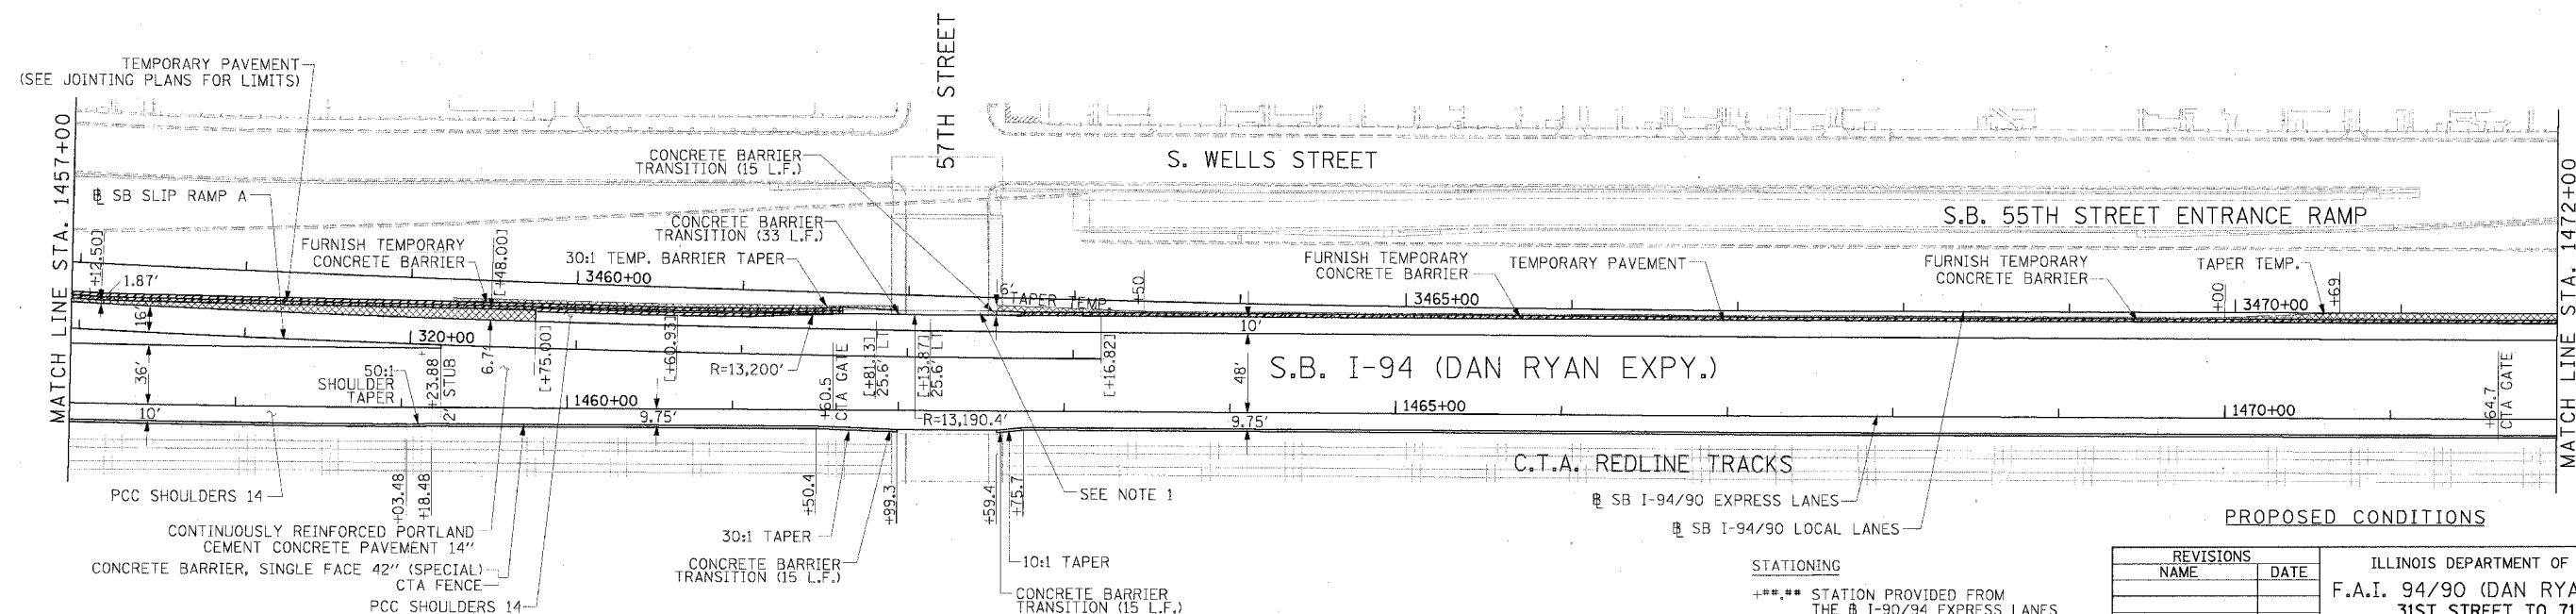 TEMPORARY PAVEMENT
(SEE JOINTING PLANS FOR LIMITS)
57TH STREET
MATCH LINE STA. 1457+00
CONCRETE BARRIER
TRANSITION (15 L.F.)
S. WELLS STREET
MATCH LINE STA. 1472+00
℄ SB SLIP RAMP A
CONCRETE BARRIER
TRANSITION (33 L.F.)
S.B. 55TH STREET ENTRANCE RAMP
[+12.50]
FURNISH TEMPORARY
CONCRETE BARRIER
[+48.00]
30:1 TEMP. BARRIER TAPER
3460+00
6'
TAPER TEMP.
+50
FURNISH TEMPORARY
CONCRETE BARRIER
TEMPORARY PAVEMENT
3465+00
FURNISH TEMPORARY
CONCRETE BARRIER
TAPER TEMP.
+00
3470+00
+69
1.87'
16'
10'
320+00
36'
50:1
SHOULDER
TAPER
+23.88
2' STUB
6.7'
[+75.00]
[+60.93]
R=13,200'
+60.5
CTA GATE
[+81.13]
25.6' LT
[+13.87]
25.6' LT
[+16.82]
48'
S.B. I-94 (DAN RYAN EXPY.)
+64.7
CTA GATE
10'
1460+00
9.75'
R=13,190.4'
9.75'
1465+00
1470+00
C.T.A. REDLINE TRACKS
PCC SHOULDERS 14
+03.48
+18.48
+50.4
+99.3
+59.4
+75.7
SEE NOTE 1
℄ SB I-94/90 EXPRESS LANES
℄ SB I-94/90 LOCAL LANES
CONTINUOUSLY REINFORCED PORTLAND
CEMENT CONCRETE PAVEMENT 14"
CONCRETE BARRIER, SINGLE FACE 42" (SPECIAL)
CTA FENCE
PCC SHOULDERS 14
30:1 TAPER
CONCRETE BARRIER
TRANSITION (15 L.F.)
10:1 TAPER
CONCRETE BARRIER
TRANSITION (15 L.F.)
PROPOSED CONDITIONS
STATIONING
+**.** STATION PROVIDED FROM
THE ℄ I-90/94 EXPRESS LANES
REVISIONS
NAME DATE
ILLINOIS DEPARTMENT OF
F.A.I. 94/90 (DAN RYA
31ST STREET TO